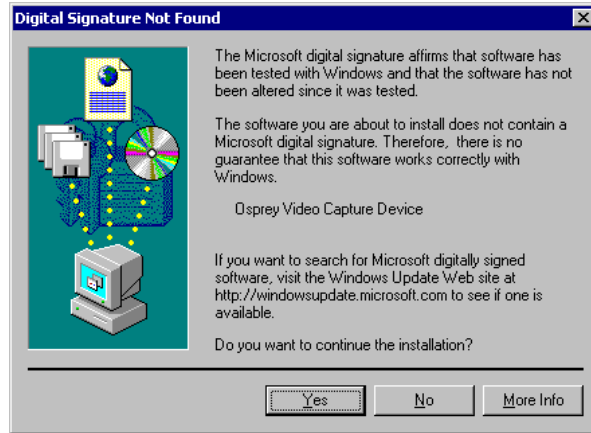 Digital Signature Not Found
The Microsoft digital signature affirms that software has
been tested with Windows and that the software has not
been altered since it was tested.
The software you are about to install does not contain a
Microsoft digital signature. Therefore, there is no
guarantee that this software works correctly with
Windows.
Osprey Video Capture Device
If you want to search for Microsoft digitally signed
software, visit the Windows Update Web site at
http://windowsupdate.microsoft.com to see if one is
available.
Do you want to continue the installation?
Yes
No
More Info